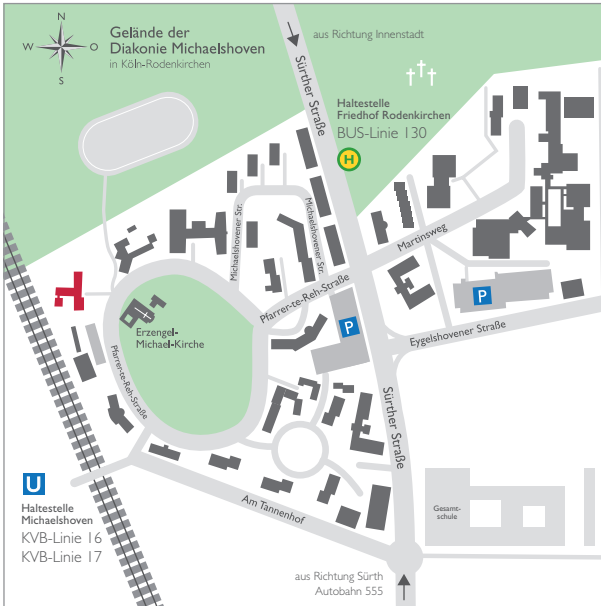 N
W
O
S
Gelände der
Diakonie Michaelshoven
in Köln-Rodenkirchen
aus Richtung Innenstadt
Sürther Straße
Haltestelle
Friedhof Rodenkirchen
BUS-Linie 130
H
Michaelshovener Str.
Michaelshovener Str.
Martinsweg
Pfarrer-te-Reh-Straße
P
P
Erzengel-
Michael-Kirche
Eygelshovener Straße
Pfarrer-te-Reh-Straße
Sürther Straße
U
Haltestelle
Michaelshoven
KVB-Linie 16
KVB-Linie 17
Am Tannenhof
Gesamt-
schule
aus Richtung Sürth
Autobahn 555